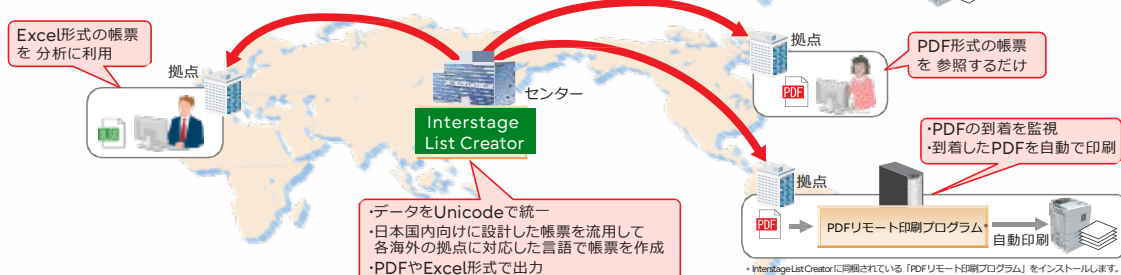 Excel形式の帳票
を 分析に利用
拠点
センター
Interstage
List Creator
・データをUnicodeで統一
・日本国内向けに設計した帳票を流用して
各海外の拠点に対応した言語で帳票を作成
・PDFやExcel形式で出力
拠点
PDF
PDF形式の帳票
を 参照するだけ
・PDFの到着を監視
・到着したPDFを自動で印刷
拠点
PDF
PDFリモート印刷プログラム*
自動印刷
* Interstage List Creatorに同梱されている「PDFリモート印刷プログラム」をインストールします。